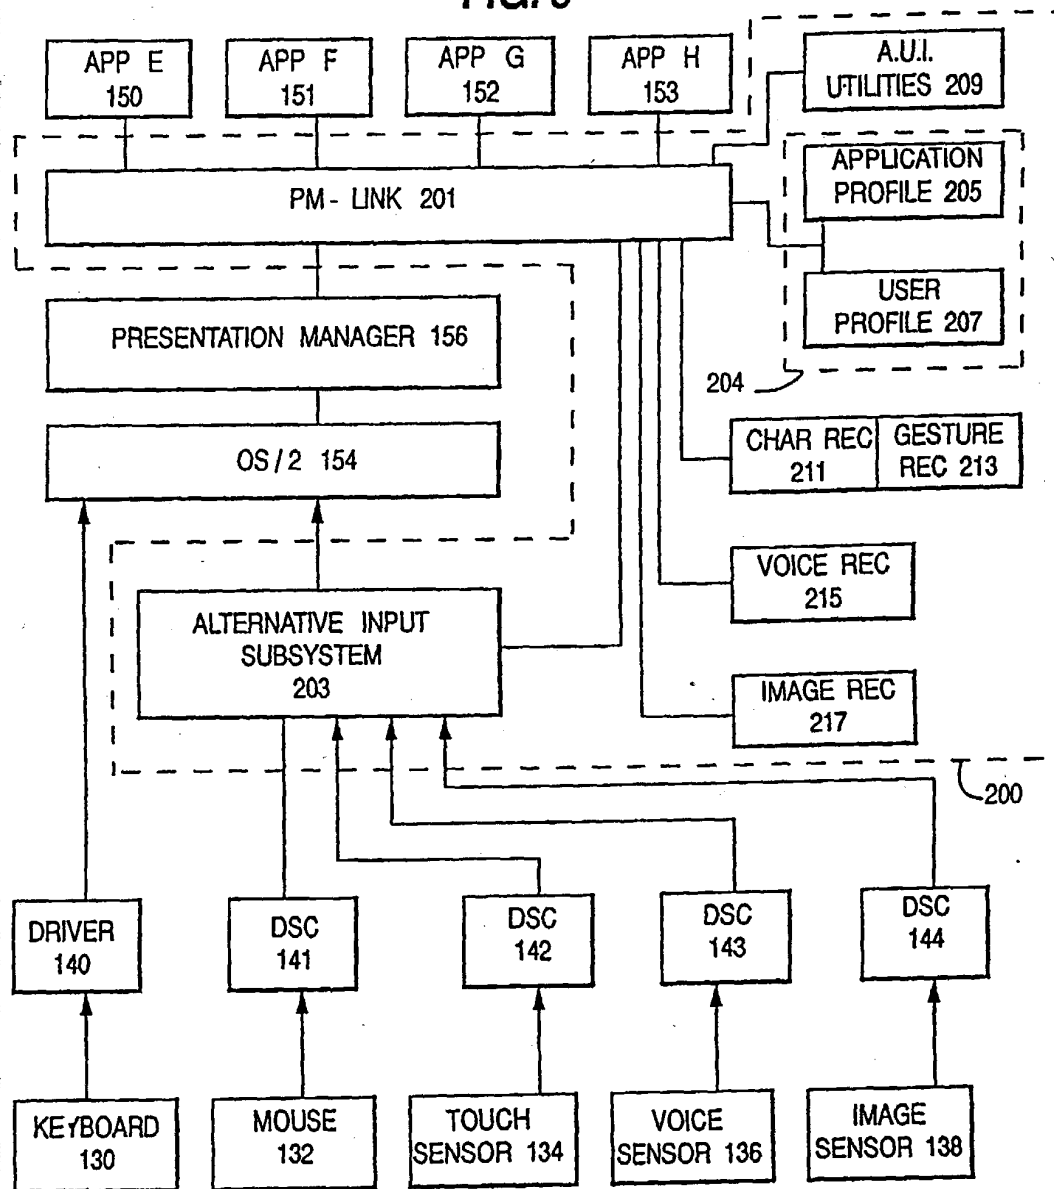 APP E
150
APP F
151
APP G
152
APP H
153
A.U.I.
UTILITIES 209
PM- LINK 201
APPLICATION
PROFILE 205
USER
PROFILE 207
204
PRESENTATION MANAGER 156
OS/2 154
CHAR REC
211
GESTURE
REC 213
VOICE REC
215
ALTERNATIVE INPUT
SUBSYSTEM
203
IMAGE REC
217
200
DRIVER
140
DSC
141
DSC
142
DSC
143
DSC
144
KEYBOARD
130
MOUSE
132
TOUCH
SENSOR 134
VOICE
SENSOR 136
IMAGE
SENSOR 138